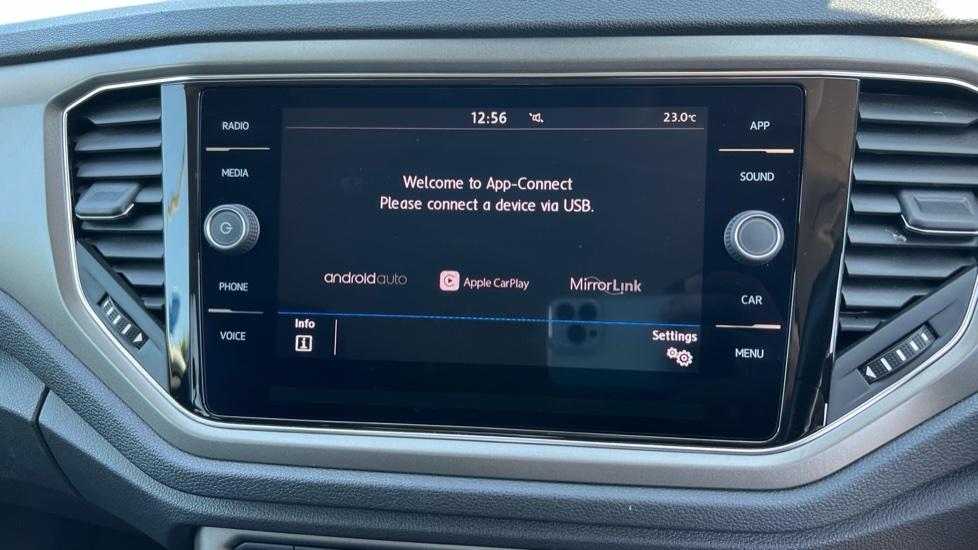 RADIO
MEDIA
PHONE
VOICE
12:56
23.0°C
Welcome to App-Connect
Please connect a device via USB.
androidauto
Apple CarPlay
MirrorLink
Info
Settings
APP
SOUND
CAR
MENU